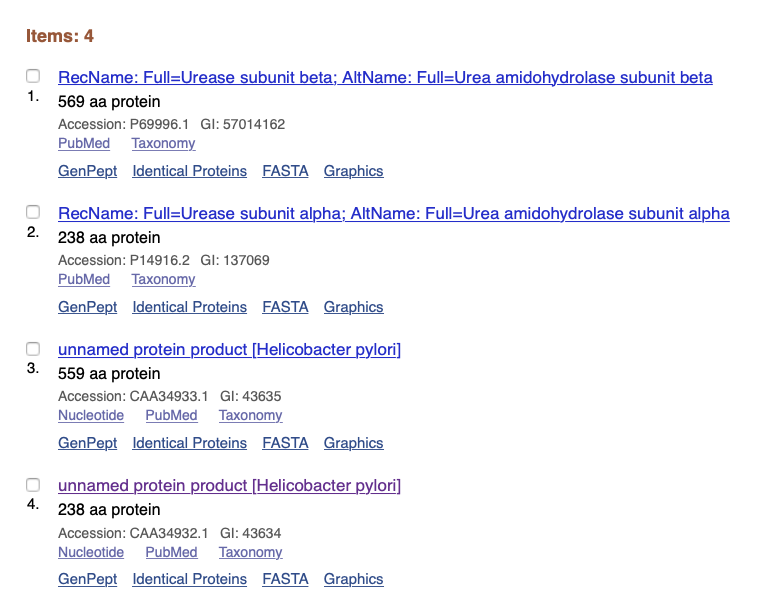 Items: 4
RecName: Full=Urease subunit beta; AltName: Full=Urea amidohydrolase subunit beta
1.
569 aa protein
Accession: P69996.1 GI: 57014162
PubMed Taxonomy
GenPept Identical Proteins FASTA Graphics
RecName: Full=Urease subunit alpha; AltName: Full=Urea amidohydrolase subunit alpha
2.
238 aa protein
Accession: P14916.2 GI: 137069
PubMed Taxonomy
GenPept Identical Proteins FASTA Graphics
unnamed protein product [Helicobacter pylori]
3.
559 aa protein
Accession: CAA34933.1 GI: 43635
Nucleotide PubMed Taxonomy
GenPept Identical Proteins FASTA Graphics
unnamed protein product [Helicobacter pylori]
4.
238 aa protein
Accession: CAA34932.1 GI: 43634
Nucleotide PubMed Taxonomy
GenPept Identical Proteins FASTA Graphics